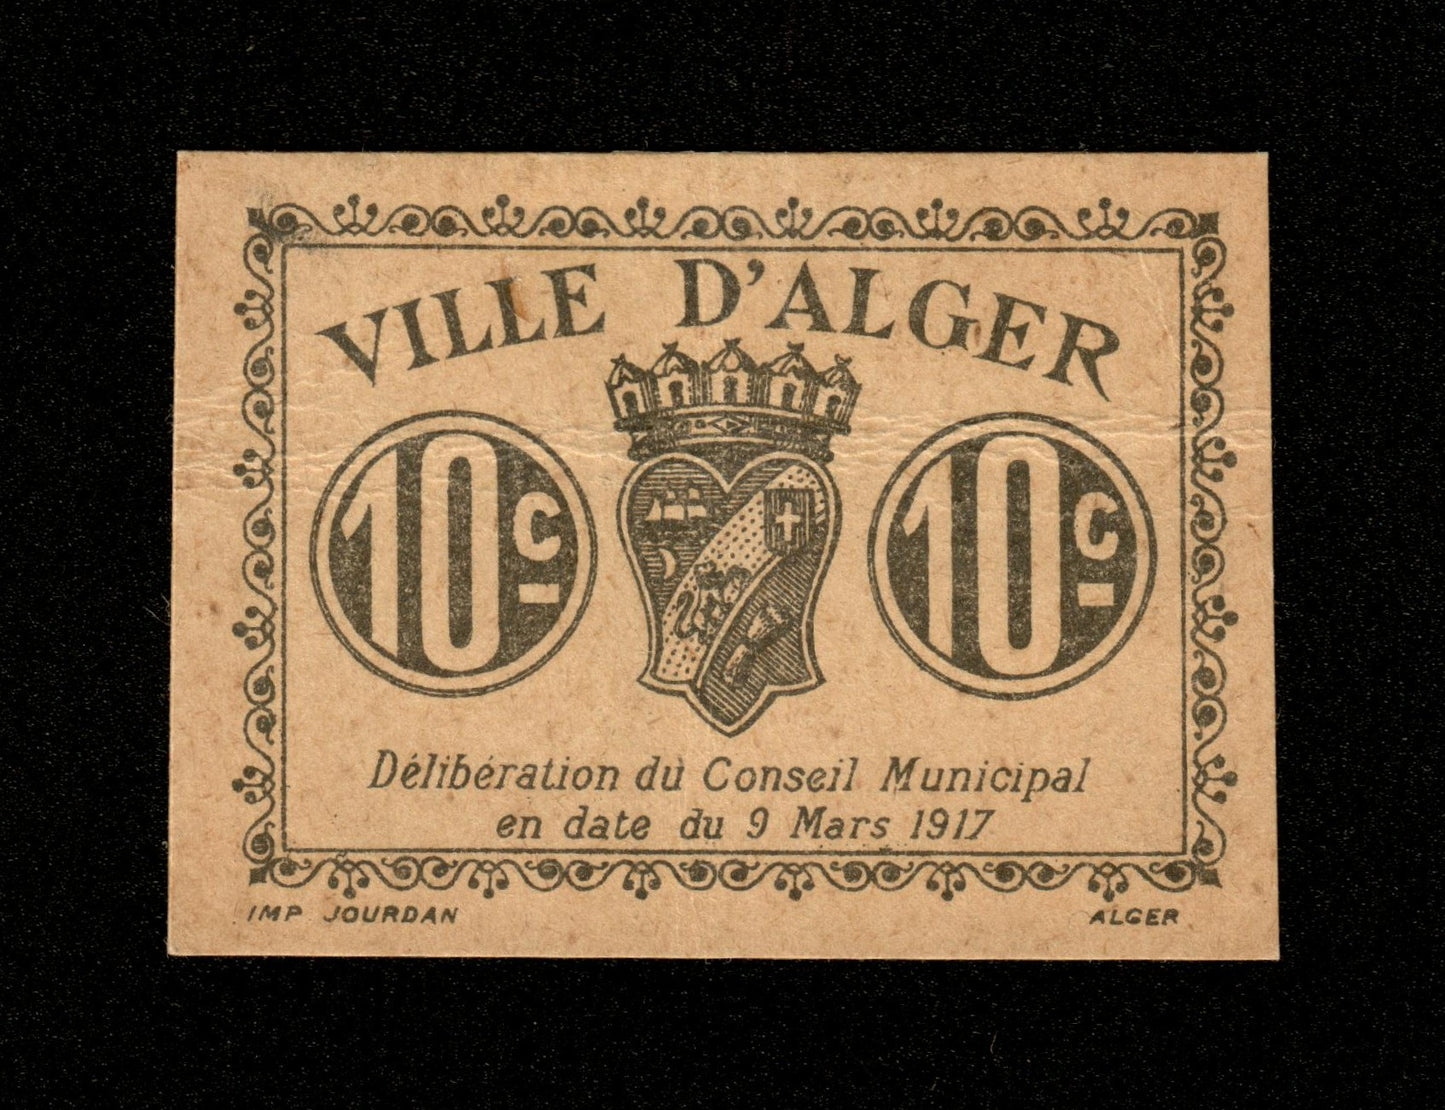 VILLE D'ALGER
10c
10c
Délibération du Conseil Municipal
en date du 9 Mars 1917
IMP. JOURDAN
ALGER